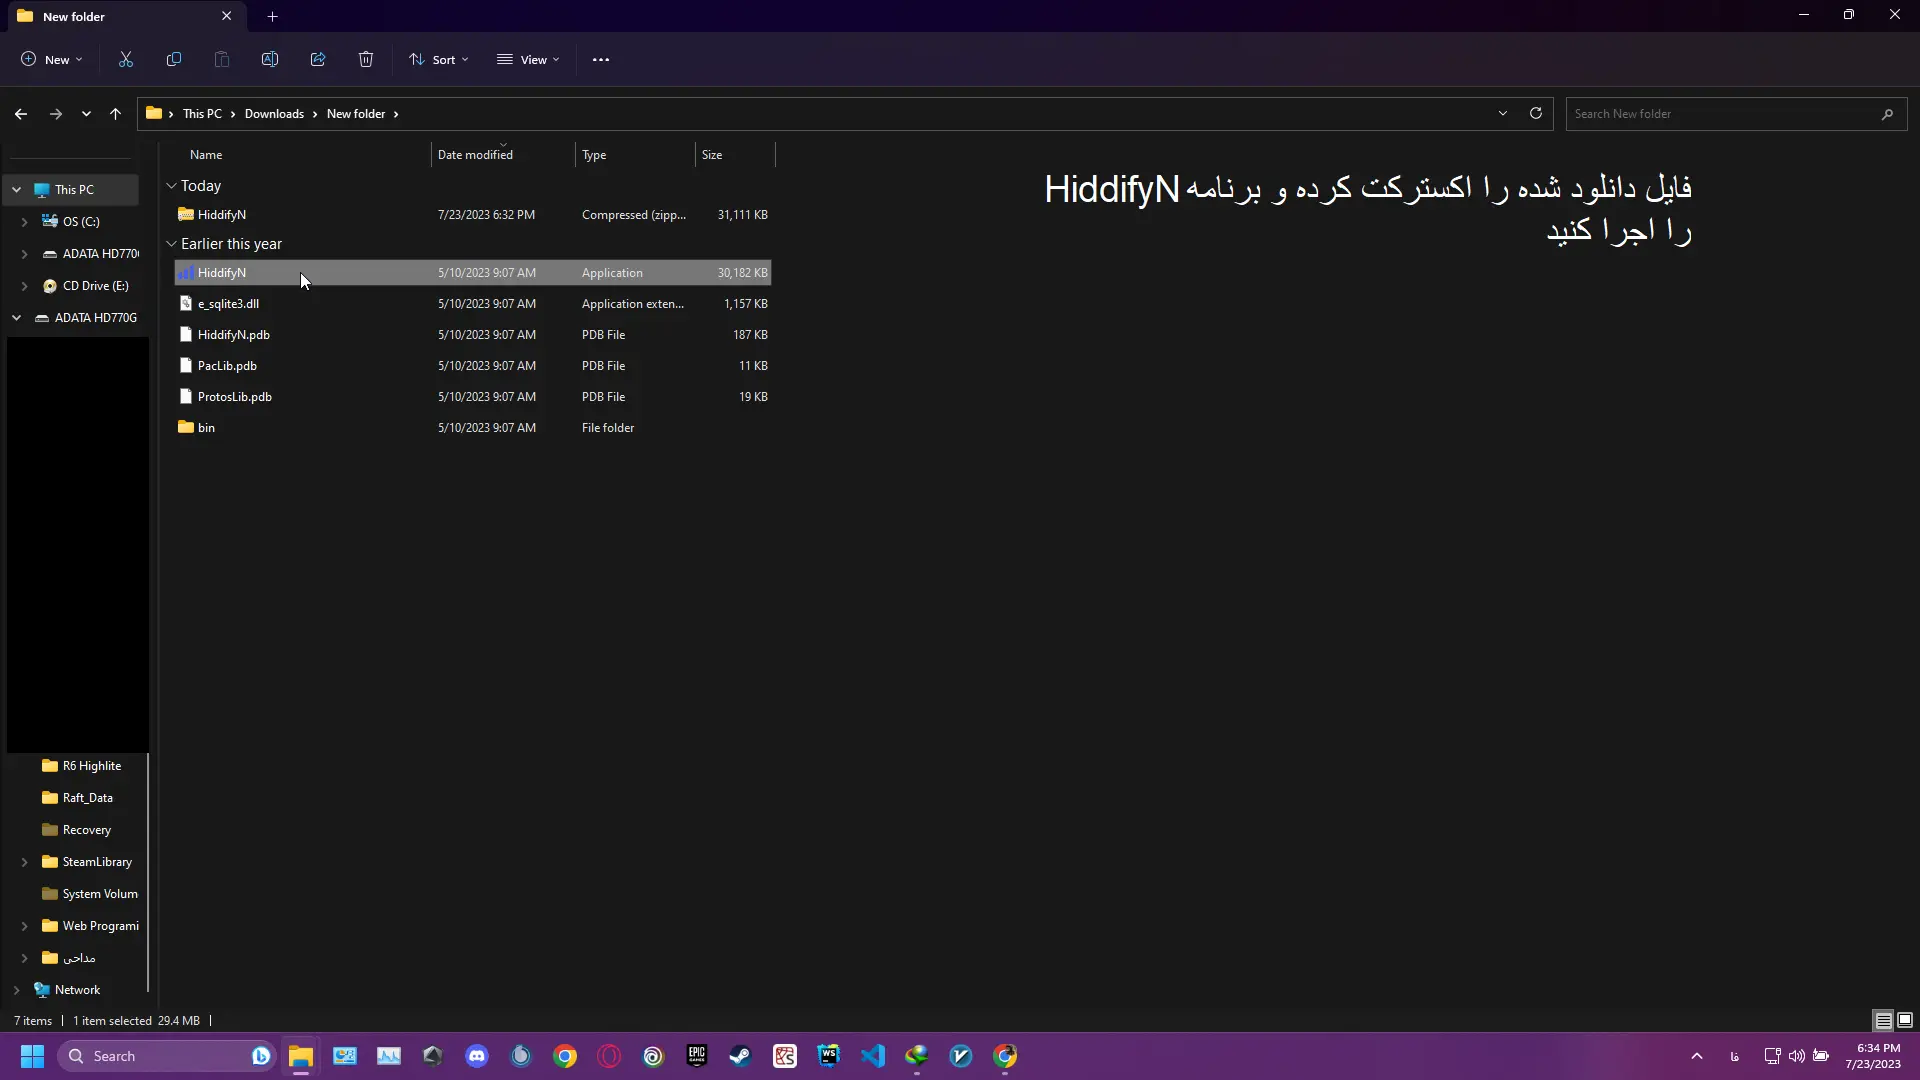 New folder
New
Sort
View
This PC
Downloads
New folder
Search New folder
Name
Date modified
Type
Size
فایل دانلود شده را اکسترکت کرده و برنامه HiddifyN
را اجرا کنید
Today
HiddifyN 7/23/2023 6:32 PM Compressed (zipp... 31,111 KB
Earlier this year
HiddifyN 5/10/2023 9:07 AM Application 30,182 KB
e_sqlite3.dll 5/10/2023 9:07 AM Application exten... 1,157 KB
HiddifyN.pdb 5/10/2023 9:07 AM PDB File 187 KB
PacLib.pdb 5/10/2023 9:07 AM PDB File 11 KB
ProtosLib.pdb 5/10/2023 9:07 AM PDB File 19 KB
bin 5/10/2023 9:07 AM File folder
This PC
OS (C:)
ADATA HD770
CD Drive (E:)
ADATA HD770G
R6 Highlite
Raft_Data
Recovery
SteamLibrary
System Volum
Web Programi
مداحی
Network
7 items
1 item selected 29.4 MB
Search
EPIC GAMES
WS
فا
6:34 PM
7/23/2023